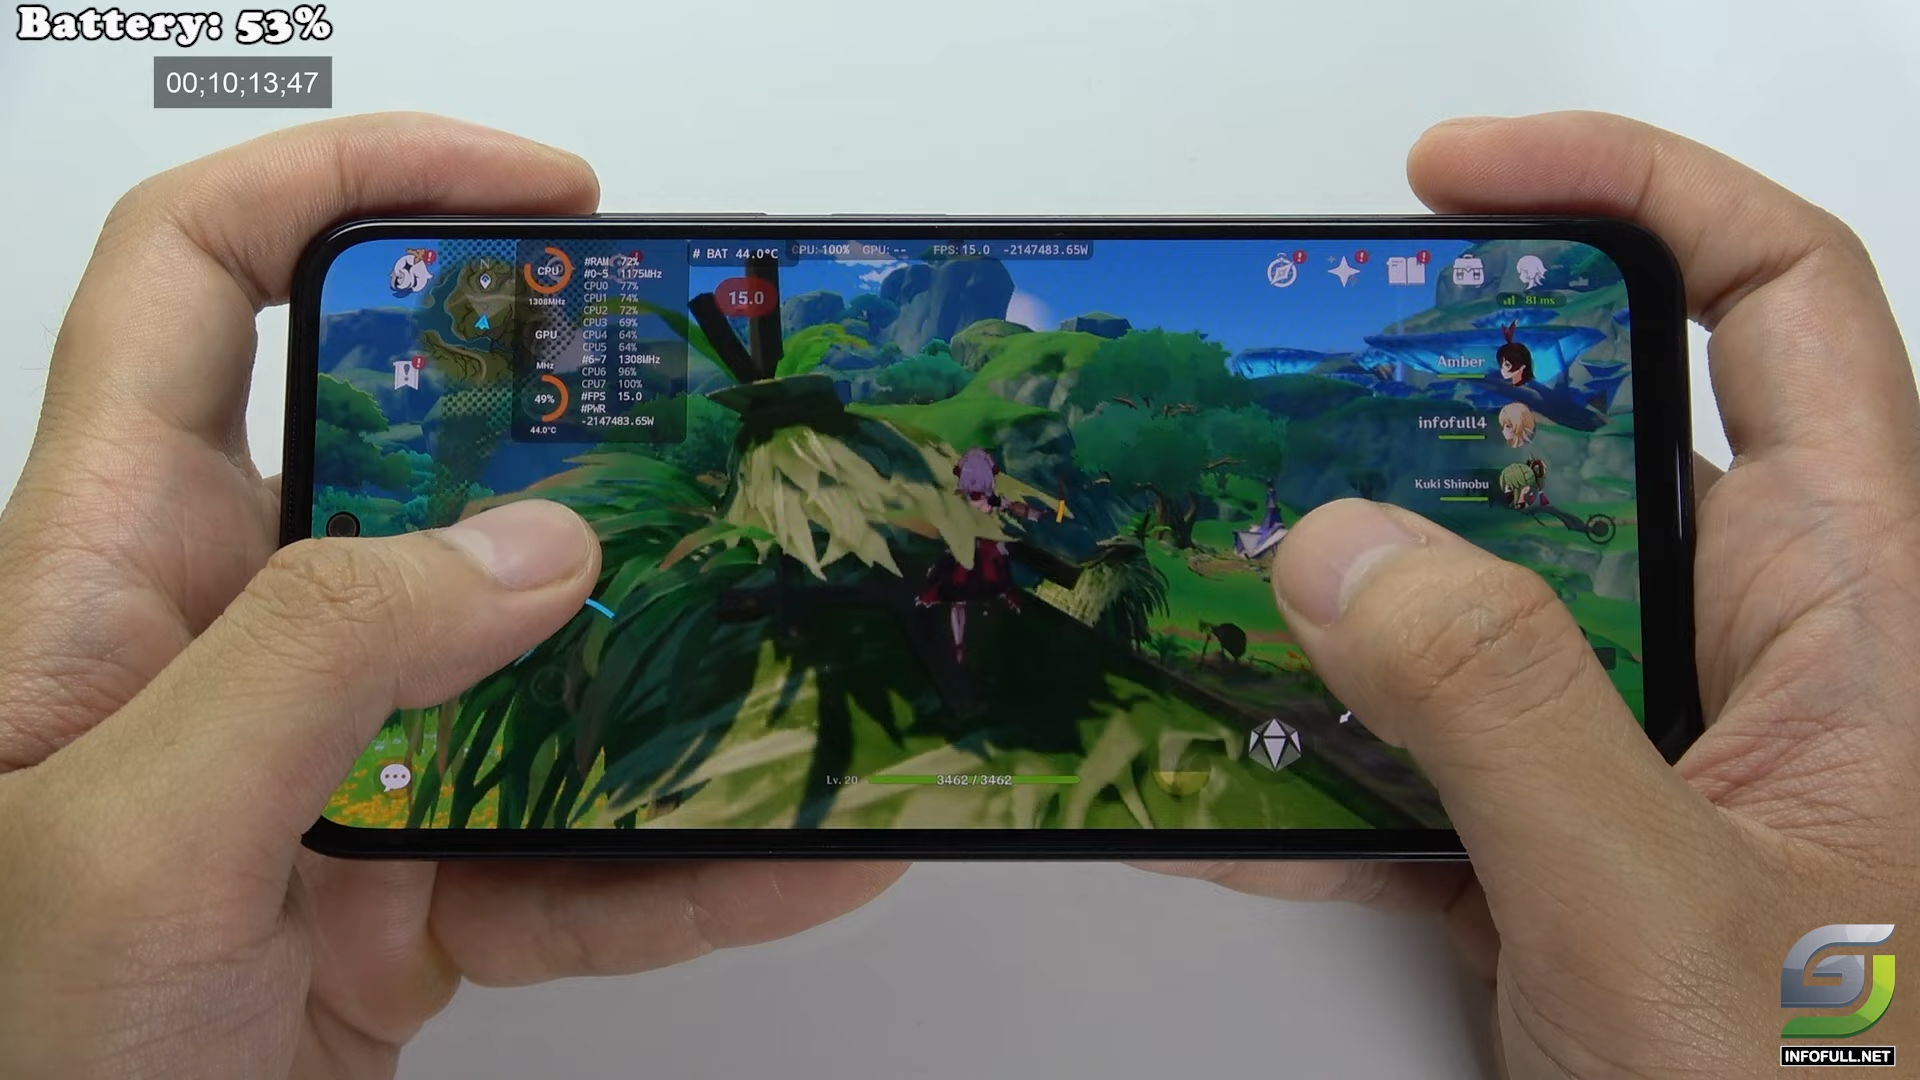 Battery: 53%
00;10;13;47
CPU
1308MHz
GPU
MHz
49%
44.0°C
#RAM 72%
#0~5 1175MHz
CPU0 77%
CPU1 74%
CPU2 72%
CPU3 69%
CPU4 64%
CPU5 64%
#6~7 1308MHz
CPU6 96%
CPU7 100%
#FPS 15.0
#PWR
-2147483.65W
# BAT 44.0°C
CPU: 100% GPU: -- FPS: 15.0 -2147483.65W
15.0
N
81 ms
Amber
infofull4
Kuki Shinobu
Lv. 20 3462 / 3462
INFOFULL.NET